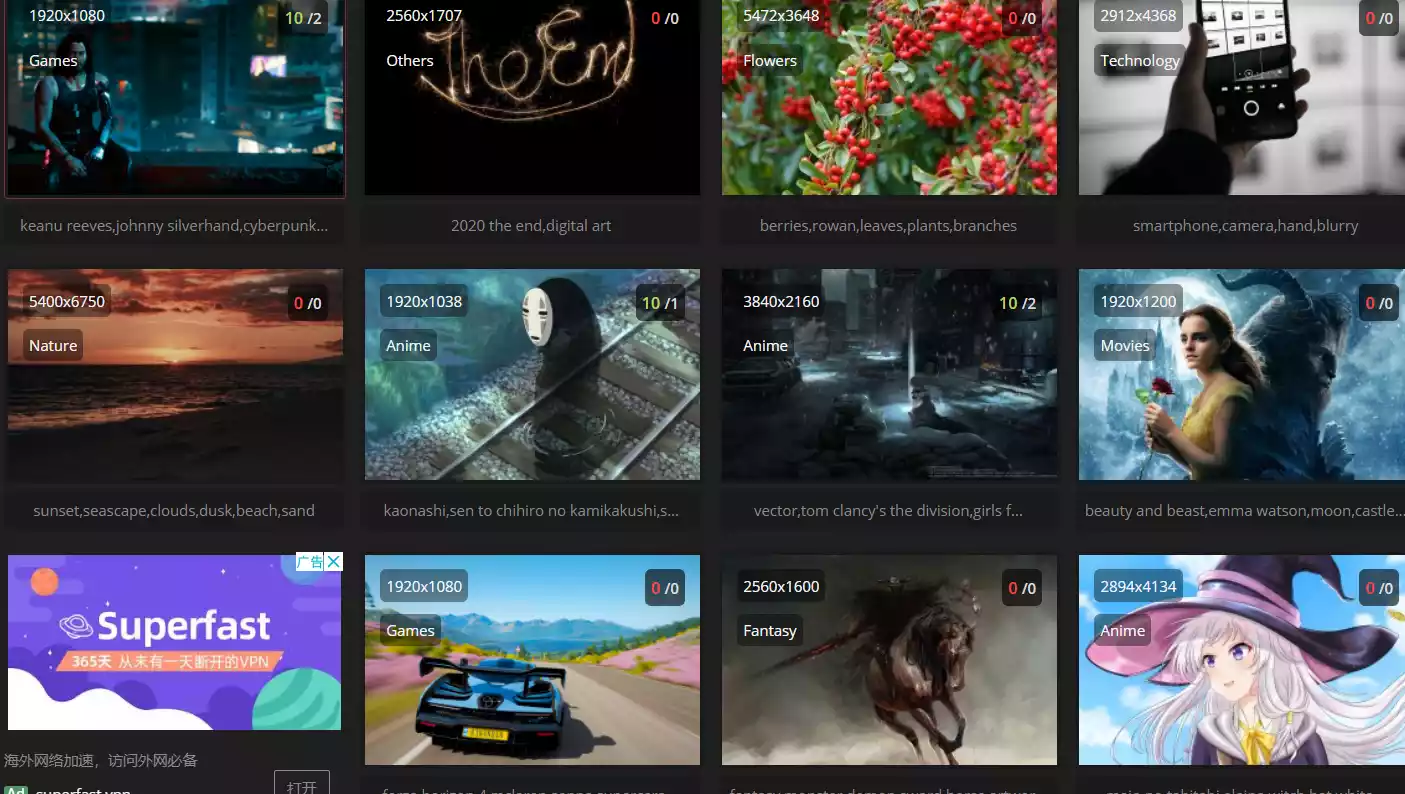 1920x1080
10 /2
Games
2560x1707
0 /0
Others
The End
5472x3648
0 /0
Flowers
2912x4368
0 /0
Technology
keanu reeves,johnny silverhand,cyberpunk...
2020 the end,digital art
berries,rowan,leaves,plants,branches
smartphone,camera,hand,blurry
5400x6750
0 /0
Nature
1920x1038
10 /1
Anime
3840x2160
10 /2
Anime
1920x1200
0 /0
Movies
sunset,seascape,clouds,dusk,beach,sand
kaonashi,sen to chihiro no kamikakushi,s...
vector,tom clancy's the division,girls f...
beauty and beast,emma watson,moon,castle...
广告
Superfast
365天 从未有一天断开的VPN
海外网络加速，访问外网必备
打开
Ad superfast.vpn
1920x1080
0 /0
Games
2560x1600
0 /0
Fantasy
2894x4134
0 /0
Anime